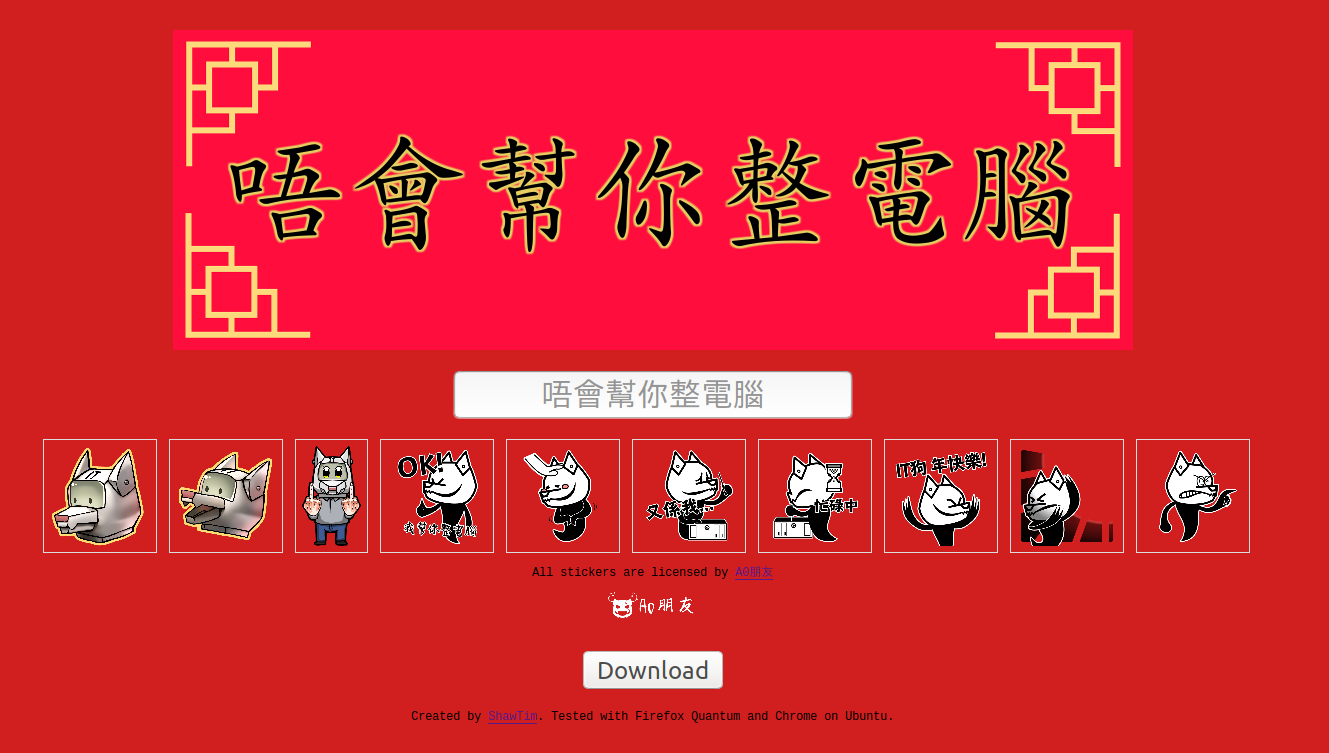 唔會幫你整電腦
唔會幫你整電腦
OK!
我幫你整電腦
又係我...
忙碌中
IT狗 年快樂!
All stickers are licensed by A0朋友
A0朋友
Download
Created by ShawTim. Tested with Firefox Quantum and Chrome on Ubuntu.